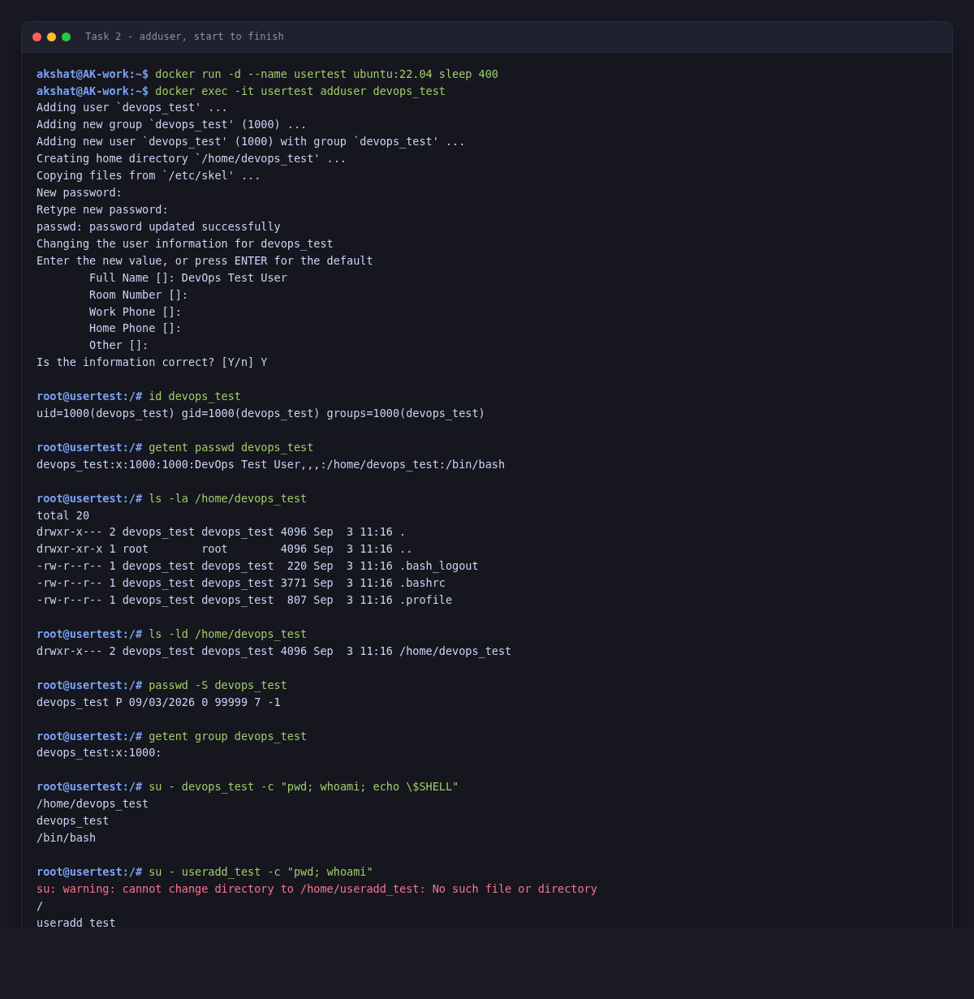 Task 2 - adduser, start to finish
akshat@AK-work:~$ docker run -d --name usertest ubuntu:22.04 sleep 400
akshat@AK-work:~$ docker exec -it usertest adduser devops_test
Adding user `devops_test' ...
Adding new group `devops_test' (1000) ...
Adding new user `devops_test' (1000) with group `devops_test' ...
Creating home directory `/home/devops_test' ...
Copying files from `/etc/skel' ...
New password:
Retype new password:
passwd: password updated successfully
Changing the user information for devops_test
Enter the new value, or press ENTER for the default
        Full Name []: DevOps Test User
        Room Number []:
        Work Phone []:
        Home Phone []:
        Other []:
Is the information correct? [Y/n] Y
root@usertest:/# id devops_test
uid=1000(devops_test) gid=1000(devops_test) groups=1000(devops_test)
root@usertest:/# getent passwd devops_test
devops_test:x:1000:1000:DevOps Test User,,,:/home/devops_test:/bin/bash
root@usertest:/# ls -la /home/devops_test
total 20
drwxr-x--- 2 devops_test devops_test 4096 Sep  3 11:16 .
drwxr-xr-x 1 root        root        4096 Sep  3 11:16 ..
-rw-r--r-- 1 devops_test devops_test  220 Sep  3 11:16 .bash_logout
-rw-r--r-- 1 devops_test devops_test 3771 Sep  3 11:16 .bashrc
-rw-r--r-- 1 devops_test devops_test  807 Sep  3 11:16 .profile
root@usertest:/# ls -ld /home/devops_test
drwxr-x--- 2 devops_test devops_test 4096 Sep  3 11:16 /home/devops_test
root@usertest:/# passwd -S devops_test
devops_test P 09/03/2026 0 99999 7 -1
root@usertest:/# getent group devops_test
devops_test:x:1000:
root@usertest:/# su - devops_test -c "pwd; whoami; echo \$SHELL"
/home/devops_test
devops_test
/bin/bash
root@usertest:/# su - useradd_test -c "pwd; whoami"
su: warning: cannot change directory to /home/useradd_test: No such file or directory
/
useradd_test